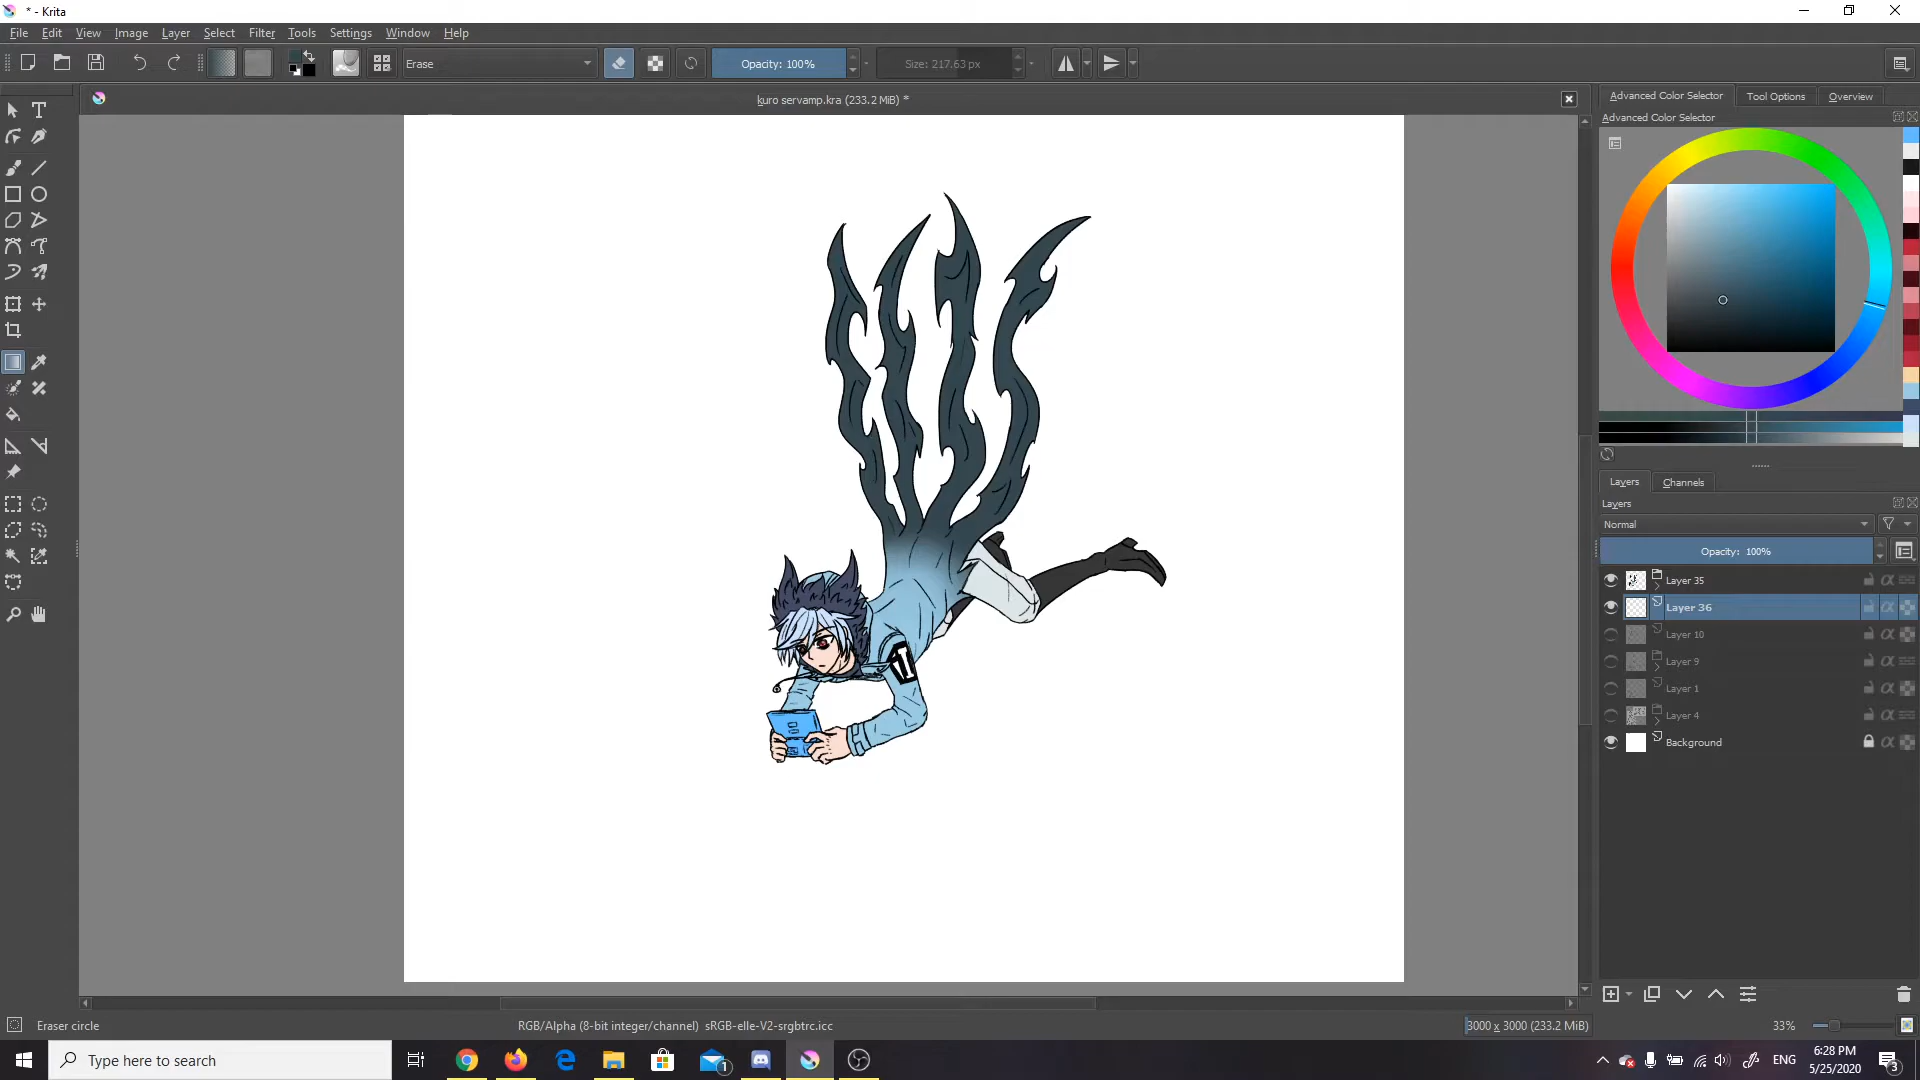 * - Krita
File Edit View Image Layer Select Filter Tools Settings Window Help
Erase
Opacity: 100%
Size: 217.63 px
kuro servamp.kra (233.2 MiB) *
Advanced Color Selector
Tool Options
Overview
Advanced Color Selector
Layers
Channels
Layers
Normal
Opacity: 100%
Layer 35
Layer 36
Layer 10
Layer 9
Layer 1
Layer 4
Background
Eraser circle
RGB/Alpha (8-bit integer/channel) sRGB-elle-V2-srgbtrc.icc
3000 x 3000 (233.2 MiB)
33%
Type here to search
1
ENG
6:28 PM
5/25/2020
3